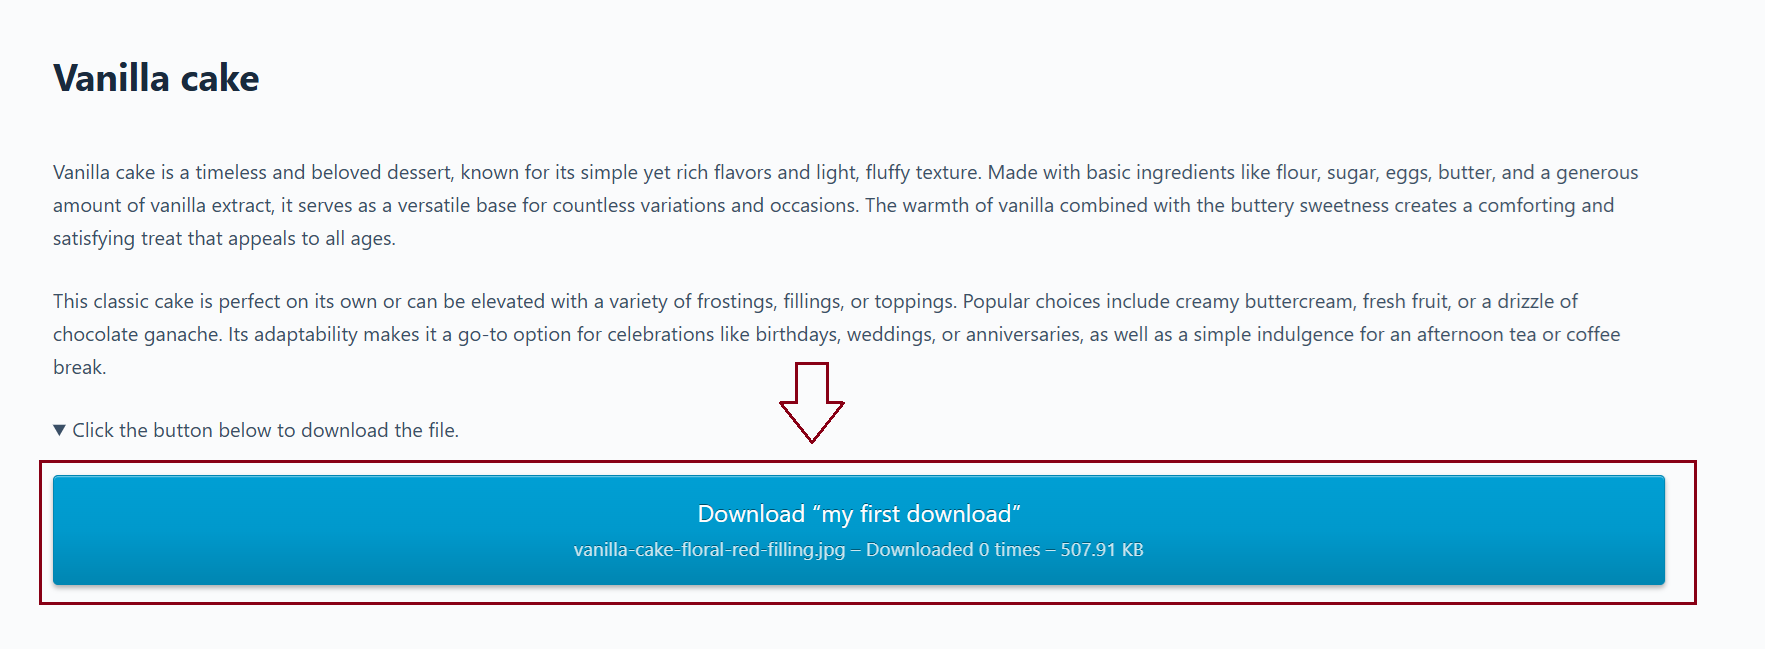 Vanilla cake
Vanilla cake is a timeless and beloved dessert, known for its simple yet rich flavors and light, fluffy texture. Made with basic ingredients like flour, sugar, eggs, butter, and a generous
amount of vanilla extract, it serves as a versatile base for countless variations and occasions. The warmth of vanilla combined with the buttery sweetness creates a comforting and
satisfying treat that appeals to all ages.
This classic cake is perfect on its own or can be elevated with a variety of frostings, fillings, or toppings. Popular choices include creamy buttercream, fresh fruit, or a drizzle of
chocolate ganache. Its adaptability makes it a go-to option for celebrations like birthdays, weddings, or anniversaries, as well as a simple indulgence for an afternoon tea or coffee
break.
▼ Click the button below to download the file.
Download “my first download”
vanilla-cake-floral-red-filling.jpg – Downloaded 0 times – 507.91 KB